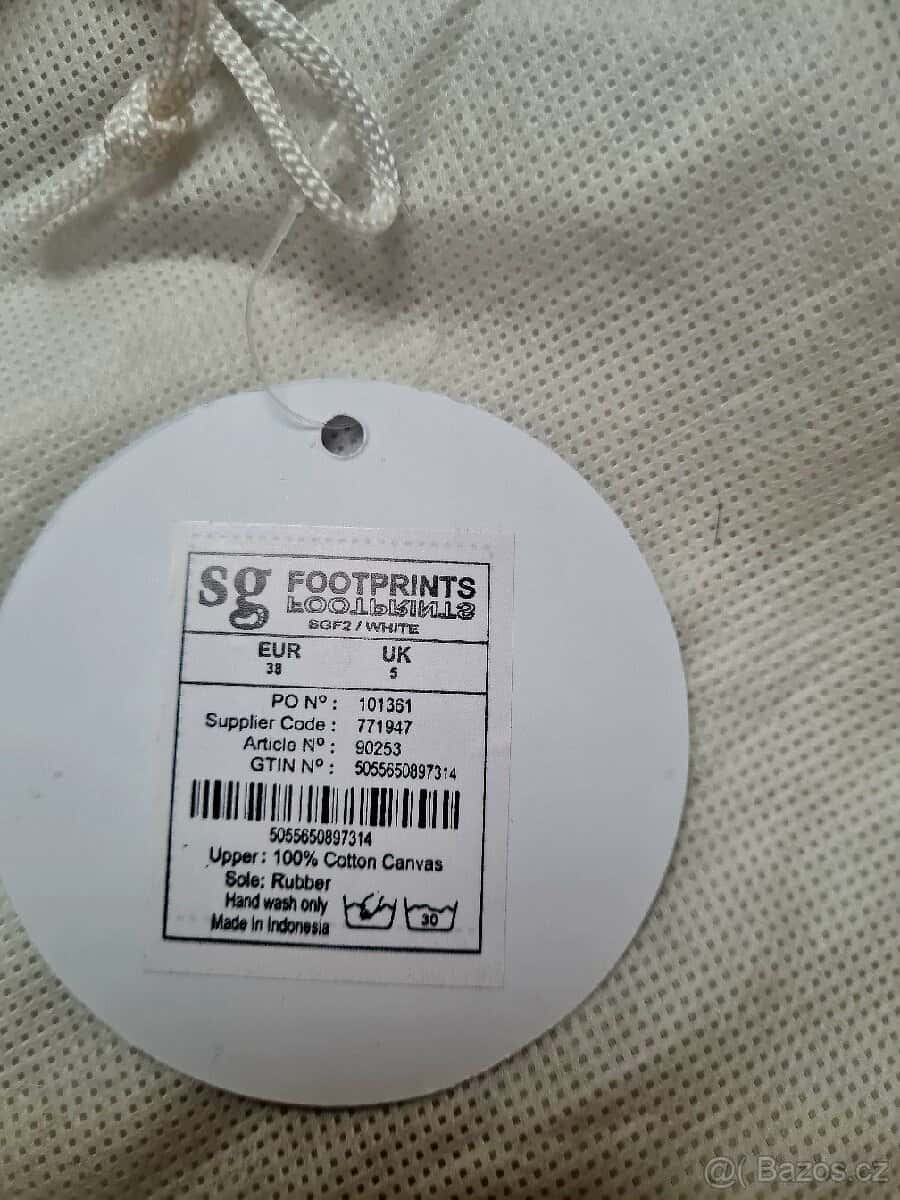 sg FOOTPRINTS
FOOTPRINTS
SGF2 / WHITE
EUR UK
38 5
PO Nº : 101361
Supplier Code : 771947
Article Nº : 90253
GTIN Nº : 5055650897314
5055650897314
Upper : 100% Cotton Canvas
Sole: Rubber
Hand wash only
30
Made in Indonesia
@( Bazos.cz